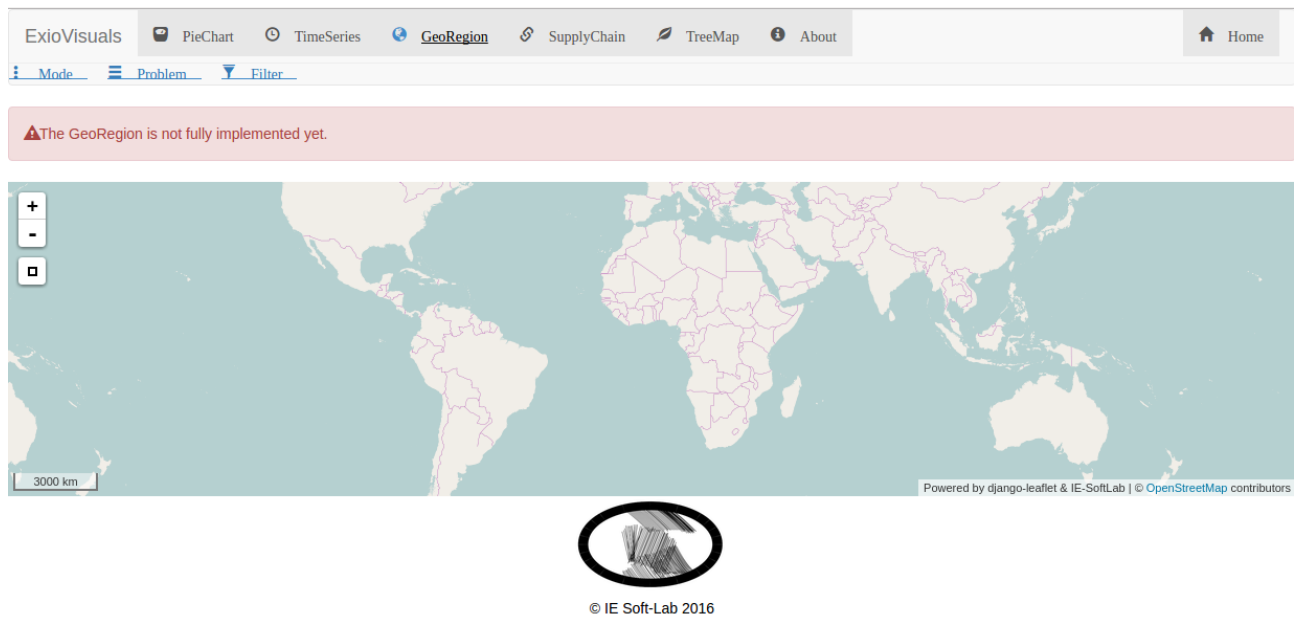 ExioVisuals PieChart TimeSeries GeoRegion SupplyChain TreeMap About Home
Mode Problem Filter
The GeoRegion is not fully implemented yet.
+
-
3000 km
Powered by django-leaflet & IE-SoftLab | © OpenStreetMap contributors
© IE Soft-Lab 2016